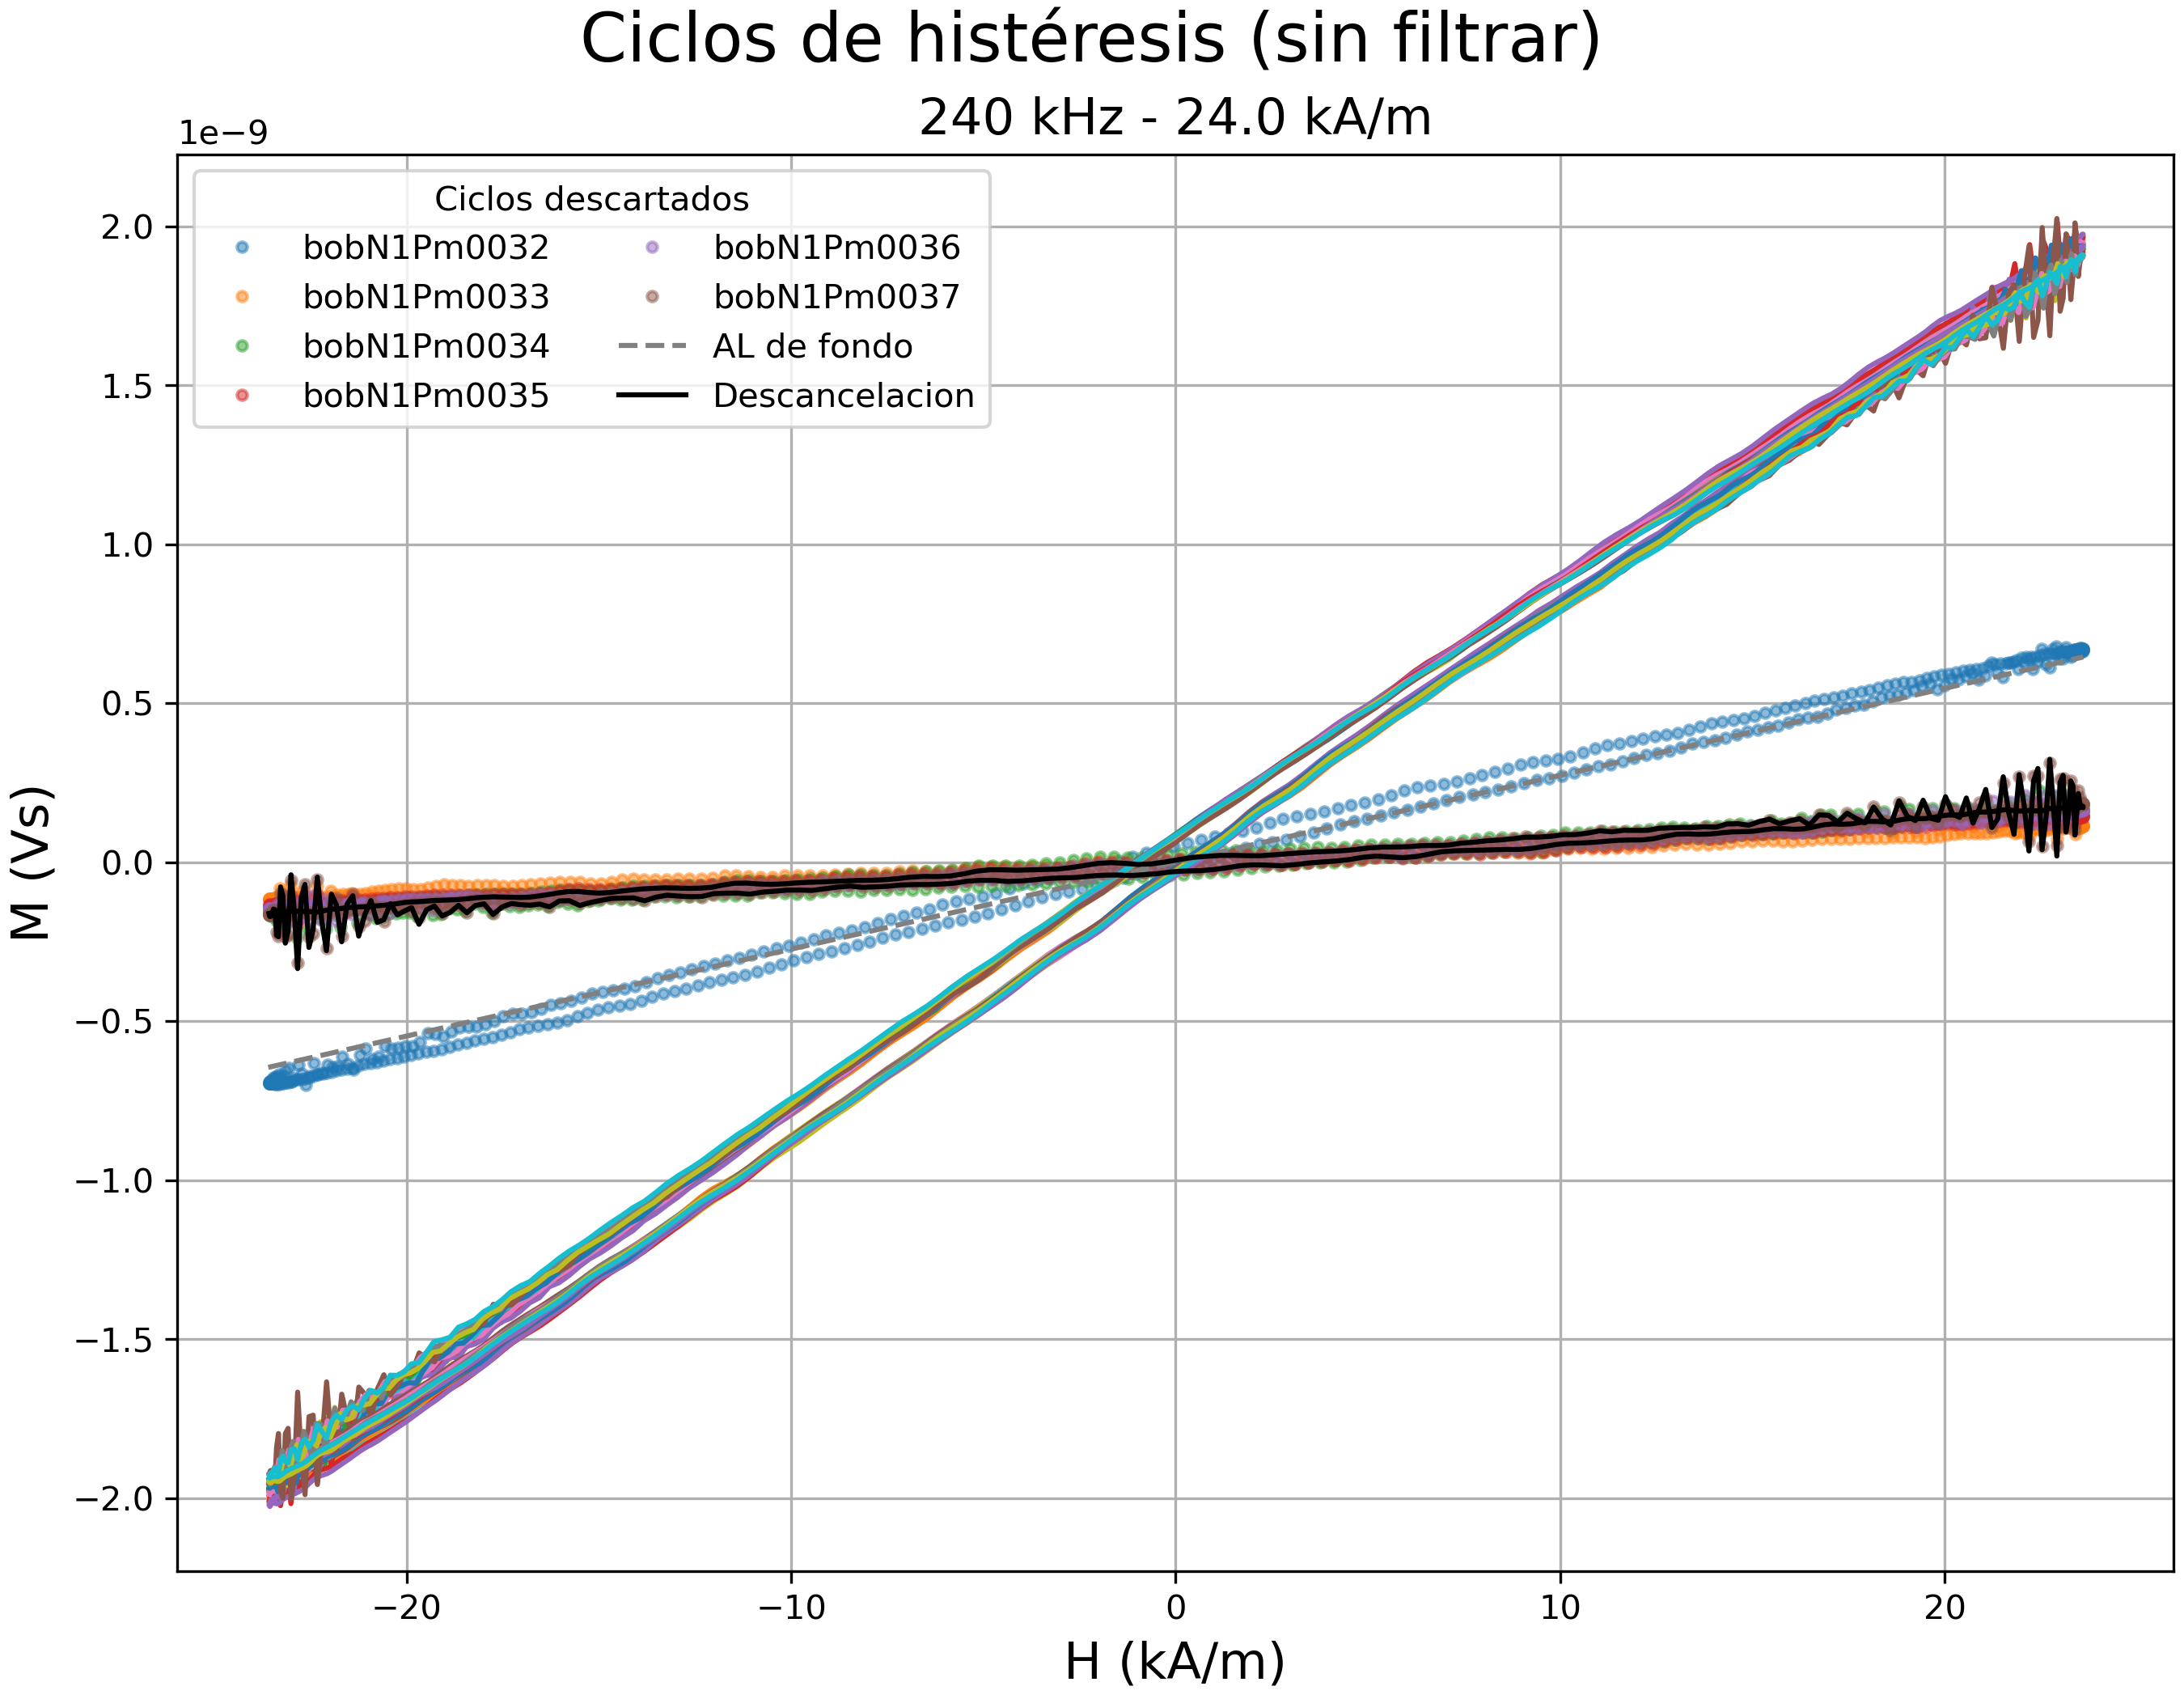 Ciclos de histéresis (sin filtrar)
240 kHz - 24.0 kA/m
1e−9
Ciclos descartados
bobN1Pm0032
bobN1Pm0033
bobN1Pm0034
bobN1Pm0035
bobN1Pm0036
bobN1Pm0037
AL de fondo
Descancelacion
2.0
1.5
1.0
0.5
0.0
−0.5
−1.0
−1.5
−2.0
M (Vs)
−20
−10
0
10
20
H (kA/m)